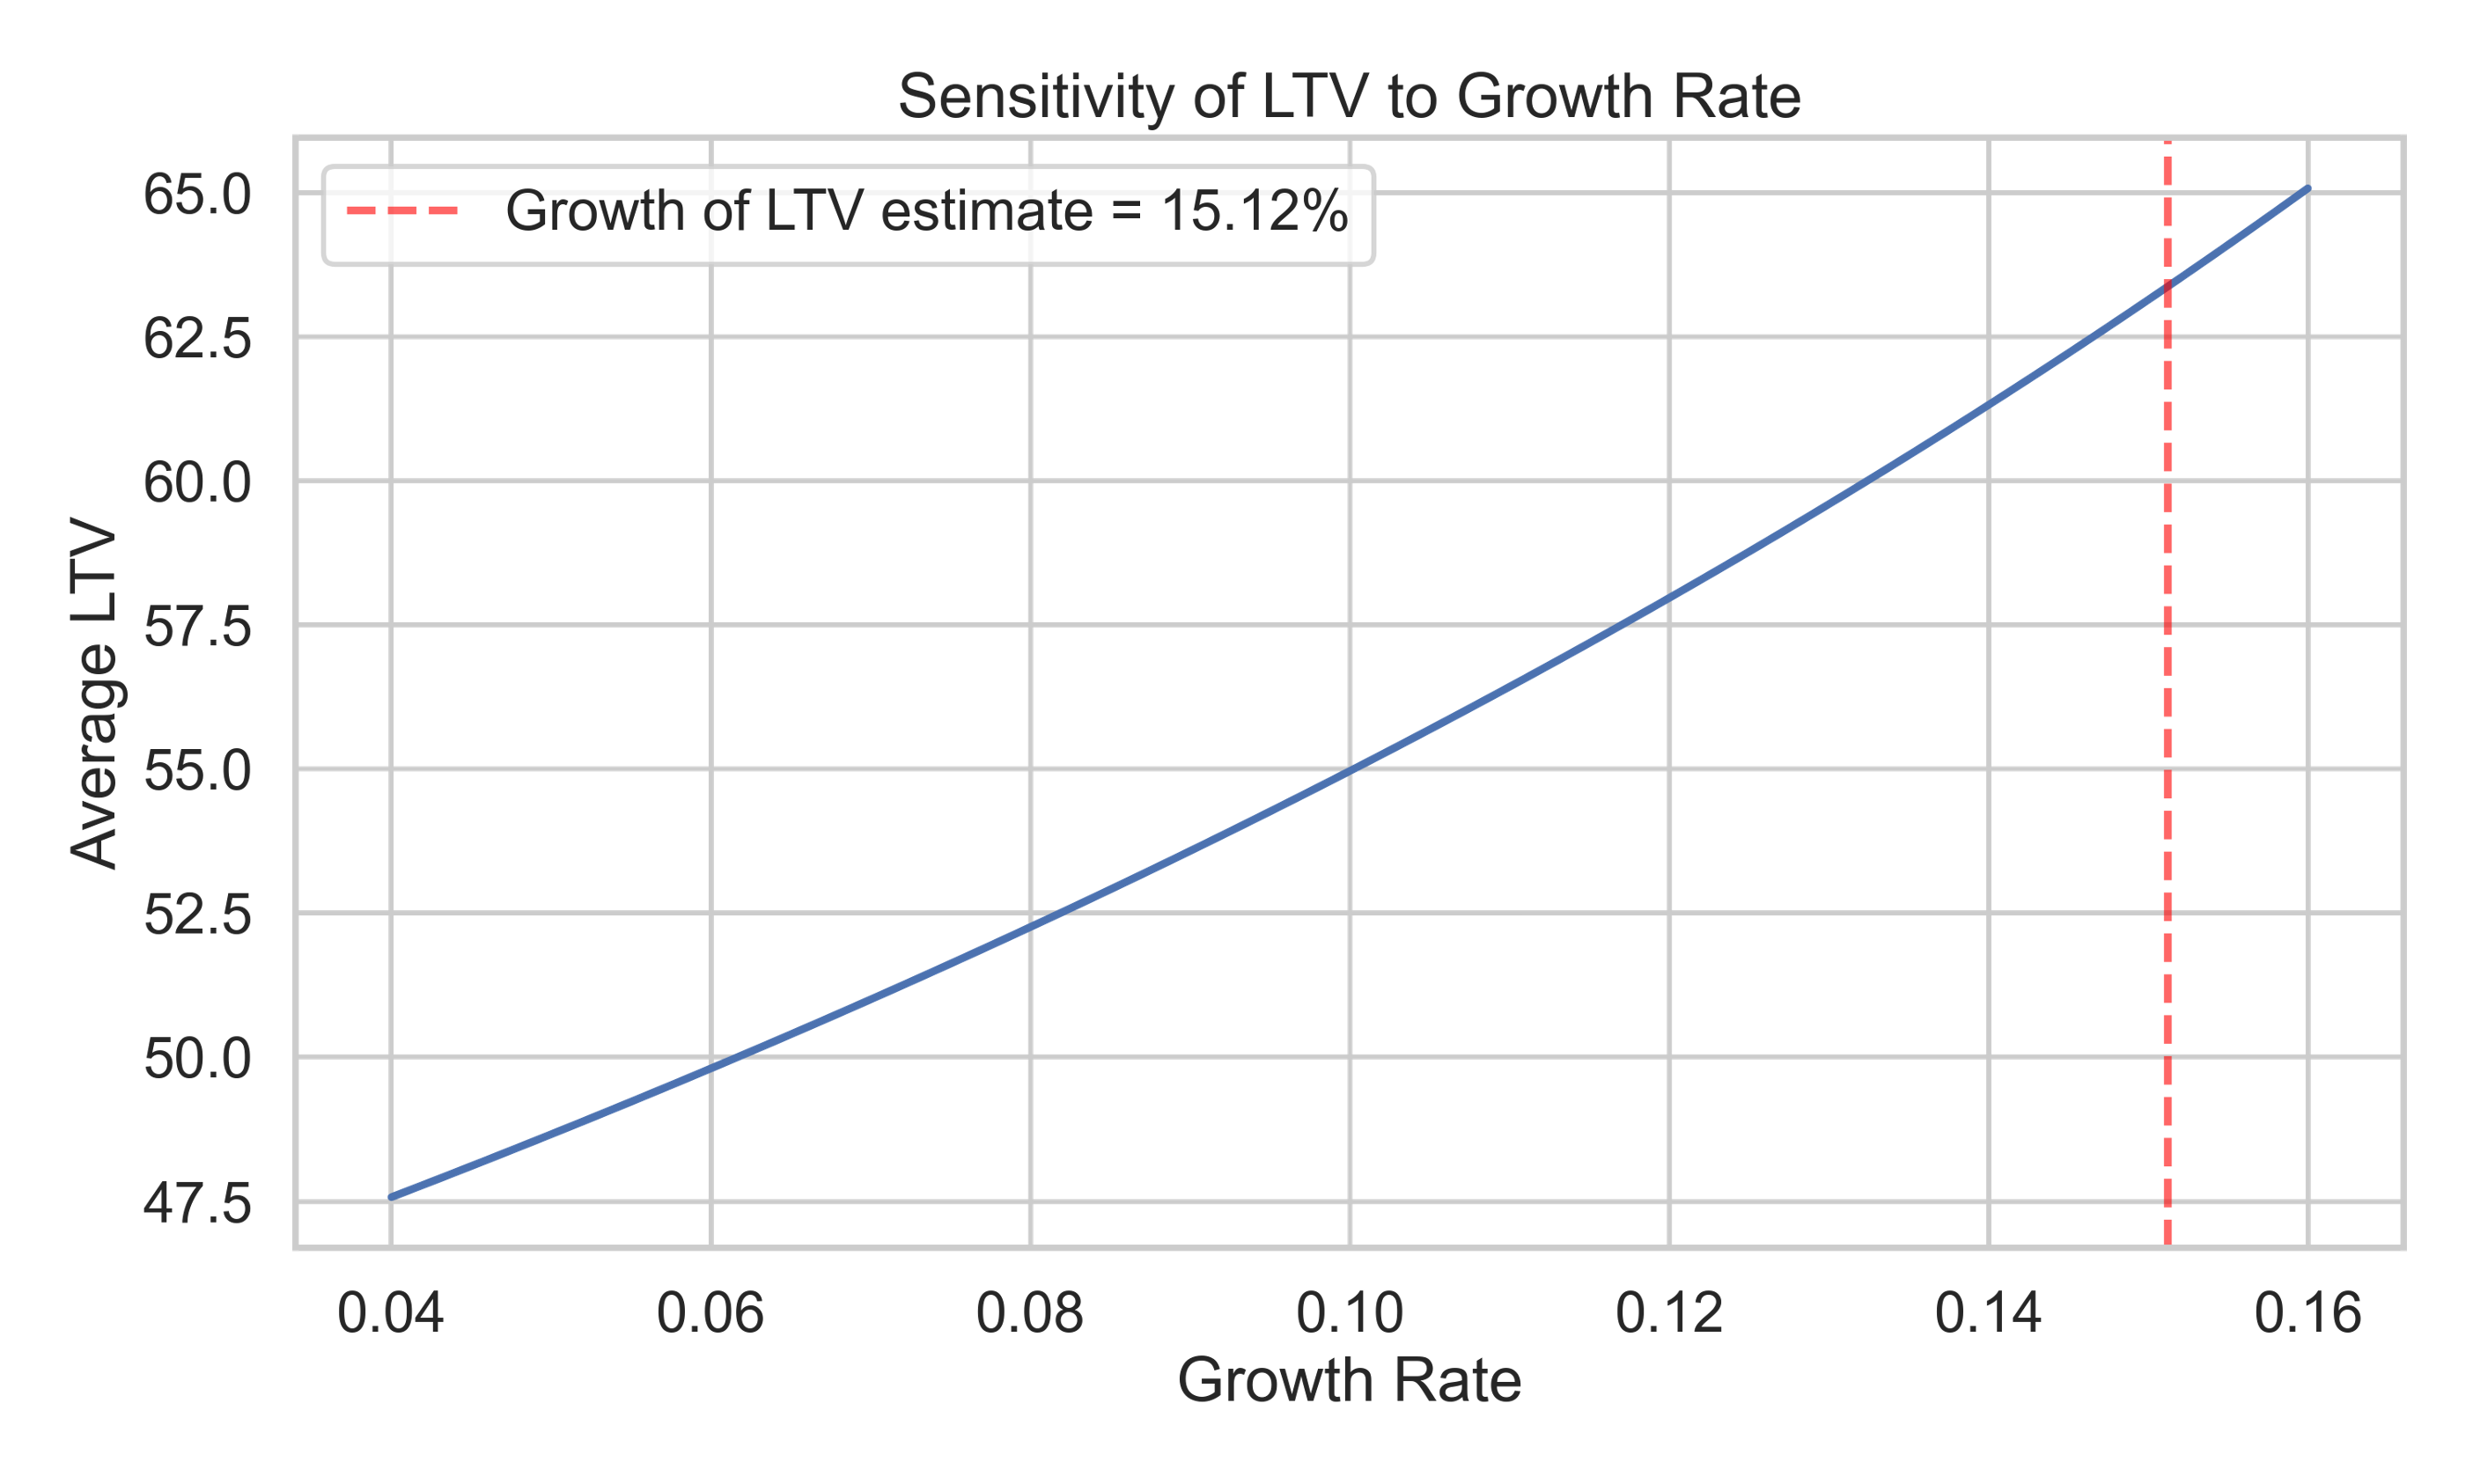 Sensitivity of LTV to Growth Rate
Growth of LTV estimate = 15.12%
Average LTV
65.0
62.5
60.0
57.5
55.0
52.5
50.0
47.5
0.04 0.06 0.08 0.10 0.12 0.14 0.16
Growth Rate